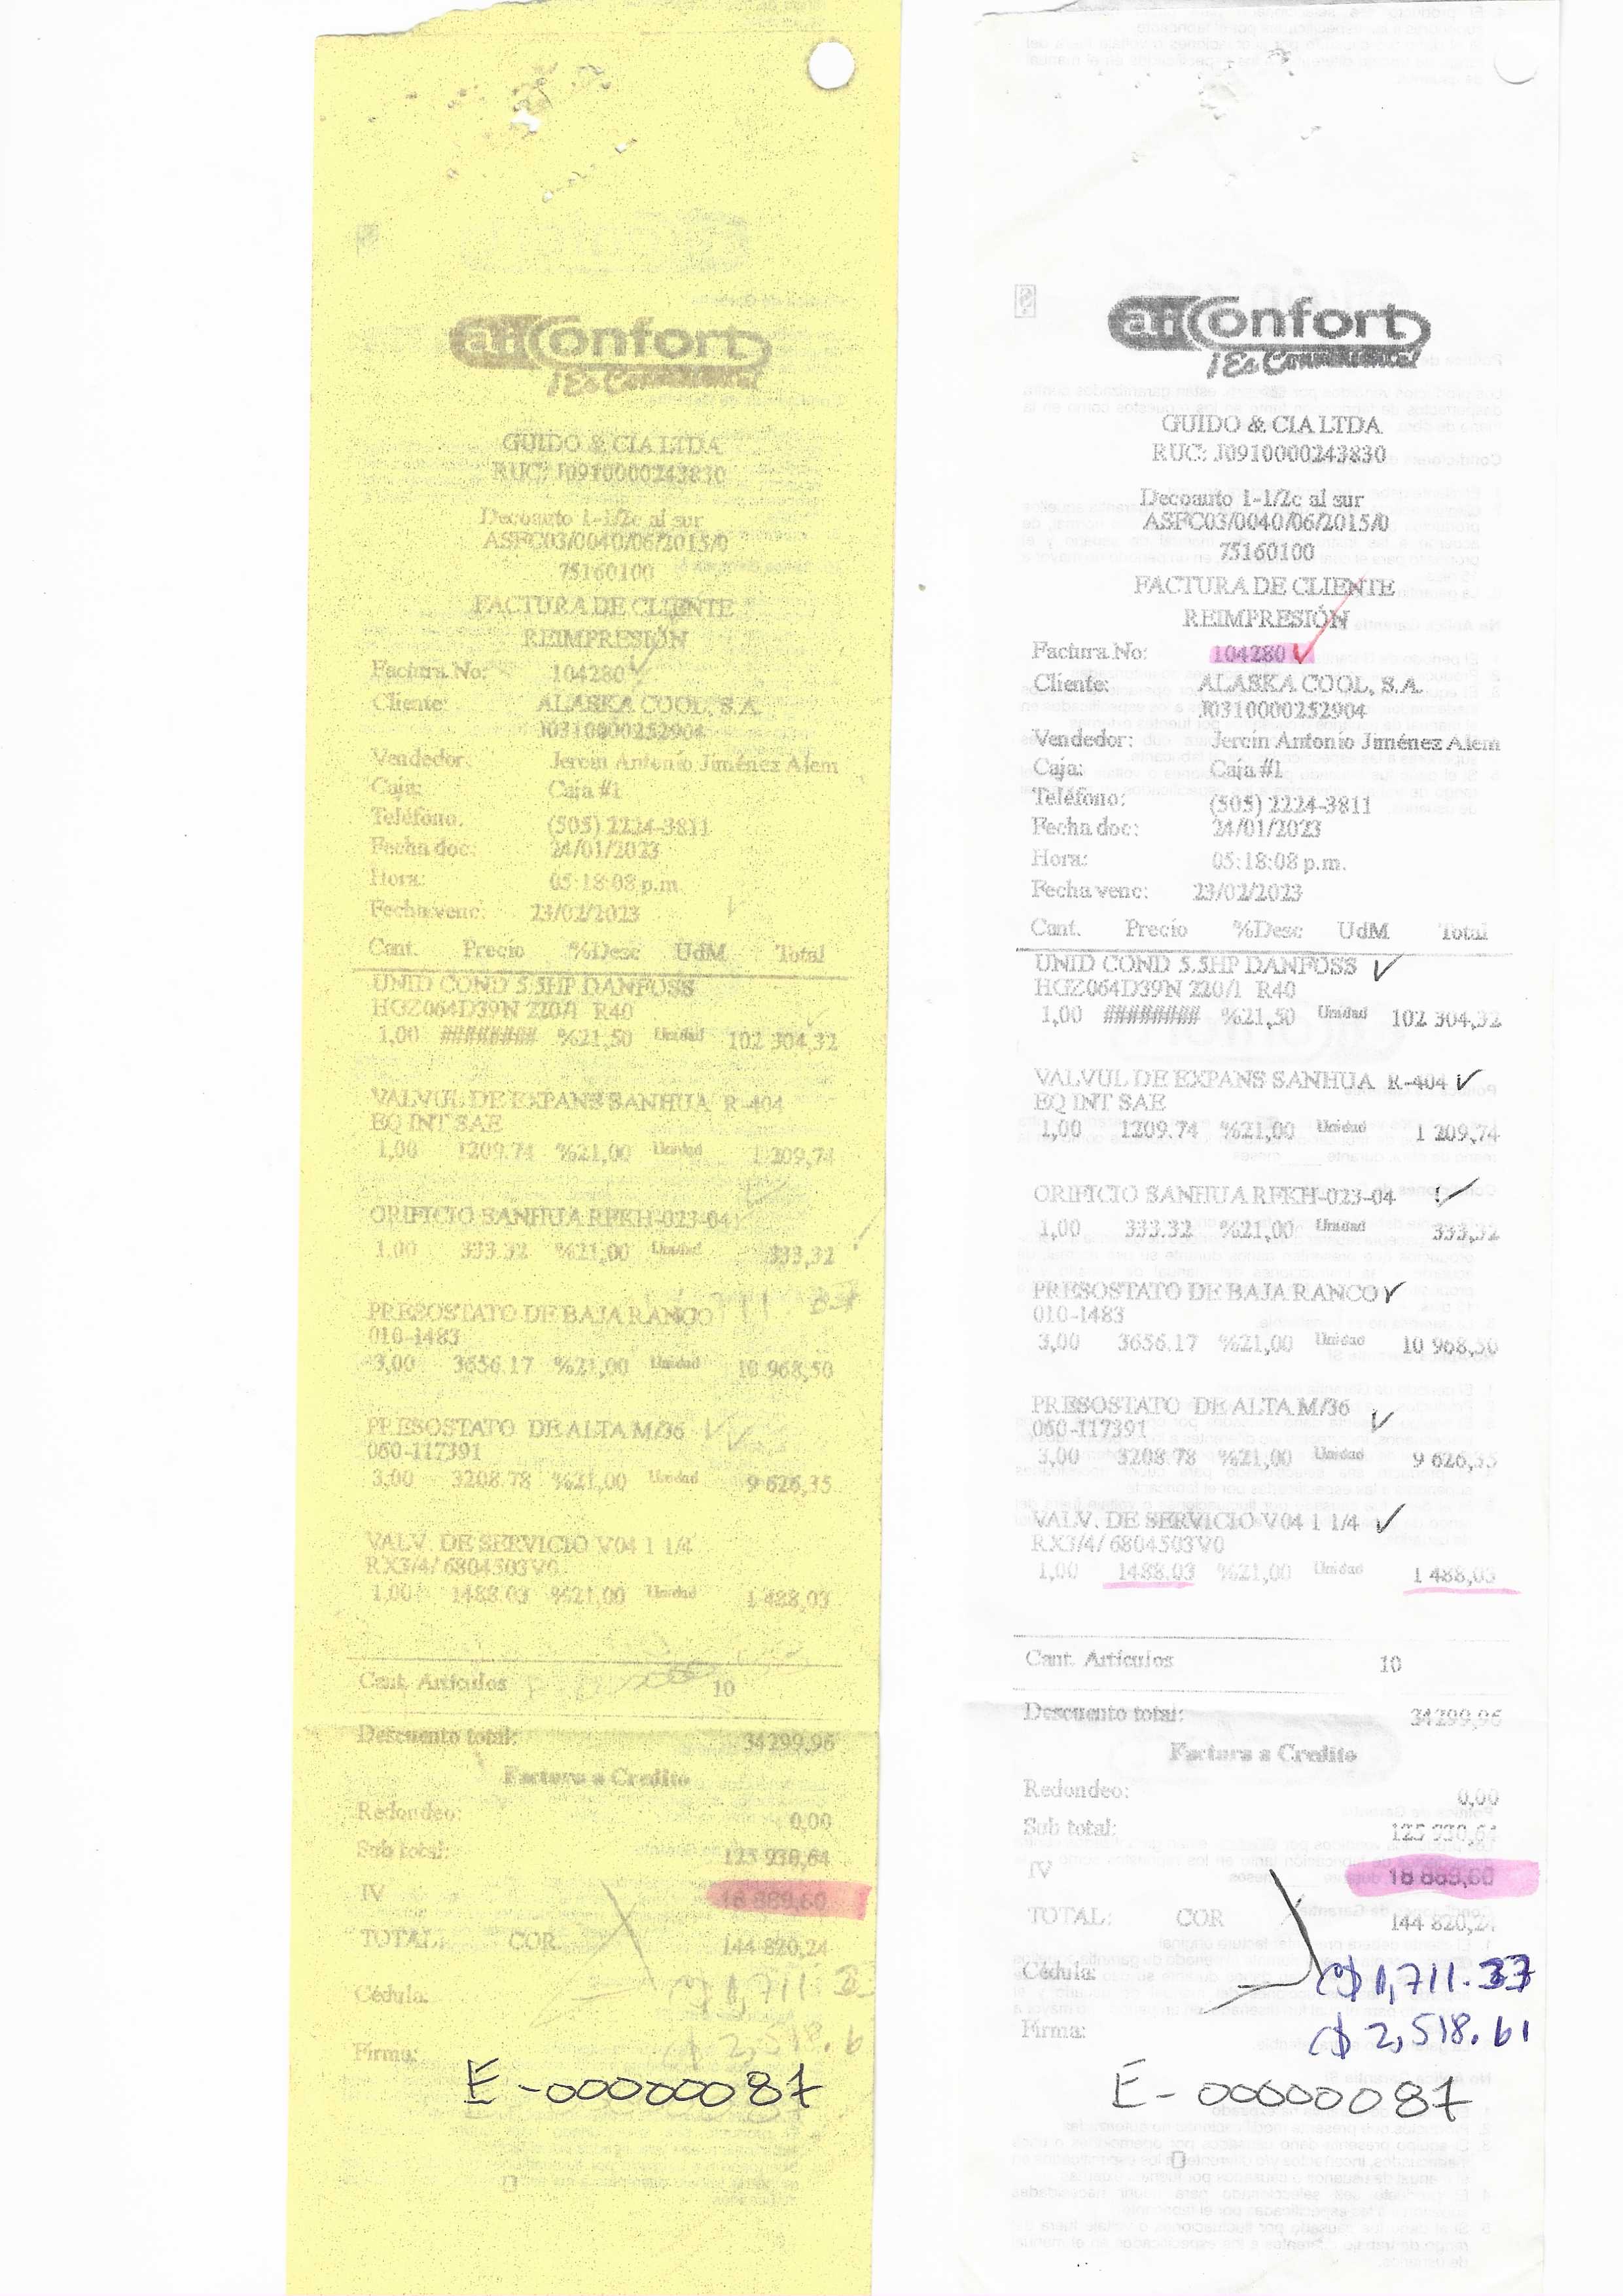 aiConfort
¡Es Confort total!
GUIDO & CIA LTDA
RUC: J0910000243830
Decoauto 1-1/2c al sur
ASFC03/0040/06/2015/0
75160100
FACTURA DE CLIENTE
REIMPRESIÓN
Factura No: 104280
Cliente: ALASKA COOL, S.A.
J0310000252904
Vendedor: Jercin Antonio Jiménez Alem
Caja: Caja #1
Teléfono: (505) 2224-3811
Fecha doc: 24/01/2023
Hora: 05:18:08 p.m.
Fecha venc: 23/02/2023
Cant. Precio %Desc UdM Total
UNID COND 5.5HP DANFOSS
HGZ064D39N 220/1 R40
1,00 ######## %21,50 Unidad 102 304,32
VALVUL DE EXPANS SANHUA R-404
EQ INT SAE
1,00 1209.74 %21,00 Unidad 1 209,74
ORIFICIO SANHUA RFKH-023-04
1,00 333.32 %21,00 Unidad 333,32
PRESOSTATO DE BAJA RANCO
010-1483
3,00 3656.17 %21,00 Unidad 10 968,50
PRESOSTATO DE ALTA M/36
060-117391
3,00 3208.78 %21,00 Unidad 9 626,35
VALV. DE SERVICIO V04 1 1/4
RX3/4/ 6804503V0
1,00 1488.03 %21,00 Unidad 1 488,03
Cant. Artículos 10
Descuento total: 34299,96
Factura a Credito
Redondeo: 0,00
Sub total: 125 930,64
IV 18 889,60
TOTAL: COR 144 820,24
Cédula:
C$ 1,711.3
Firma:
C$ 2,518.6
E-00000087
aiConfort
GUIDO & CIA LTDA
RUC: J0910000243830
Decoauto 1-1/2c al sur
ASFC03/0040/06/2015/0
75160100
FACTURA DE CLIENTE
REIMPRESIÓN
Factura No: 104280
Cliente: ALASKA COOL, S.A.
J0310000252904
Vendedor: Jercin Antonio Jiménez Alem
Caja: Caja #1
Teléfono: (505) 2224-3811
Fecha doc: 24/01/2023
Hora: 05:18:08 p.m.
Fecha venc: 23/02/2023
Cant. Precio %Desc UdM Total
UNID COND 5.5HP DANFOSS
HGZ064D39N 220/1 R40
1,00 ######## %21,50 Unidad 102 304,32
VALVUL DE EXPANS SANHUA R-404
EQ INT SAE
1,00 1209.74 %21,00 Unidad 1 209,74
ORIFICIO SANHUA RFKH-023-04
1,00 333.32 %21,00 Unidad 333,32
PRESOSTATO DE BAJA RANCO
010-1483
3,00 3656.17 %21,00 Unidad 10 968,50
PRESOSTATO DE ALTA M/36
060-117391
3,00 3208.78 %21,00 Unidad 9 626,35
VALV. DE SERVICIO V04 1 1/4
RX3/4/ 6804503V0
1,00 1488.03 %21,00 Unidad 1 488,03
Cant. Artículos 10
Descuento total: 34299,96
Factura a Credito
Redondeo: 0,00
Sub total: 125 930,64
IV 18 889,60
TOTAL: COR 144 820,24
Cédula:
C$ 1,711.37
Firma:
C$ 2,518.61
E-00000087